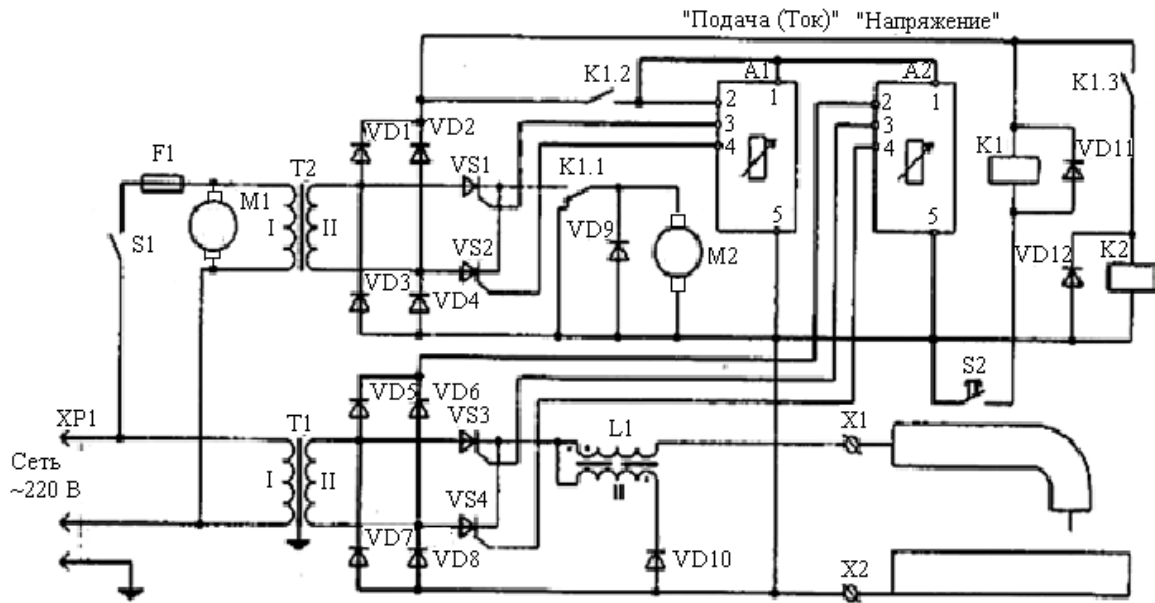 "Подача (Ток)" "Напряжение"
K1.2
A1
A2
K1.3
2
1
2
1
VD1
VD2
3
3
F1
T2
VS1
K1.1
4
4
K1
VD11
M1
I
II
S1
VD9
5
5
VS2
M2
VD12
K2
VD3
VD4
S2
VD5
VD6
VS3
XP1
T1
L1
X1
Сеть
~220 В
I
II
II
VS4
VD7
VD8
VD10
X2